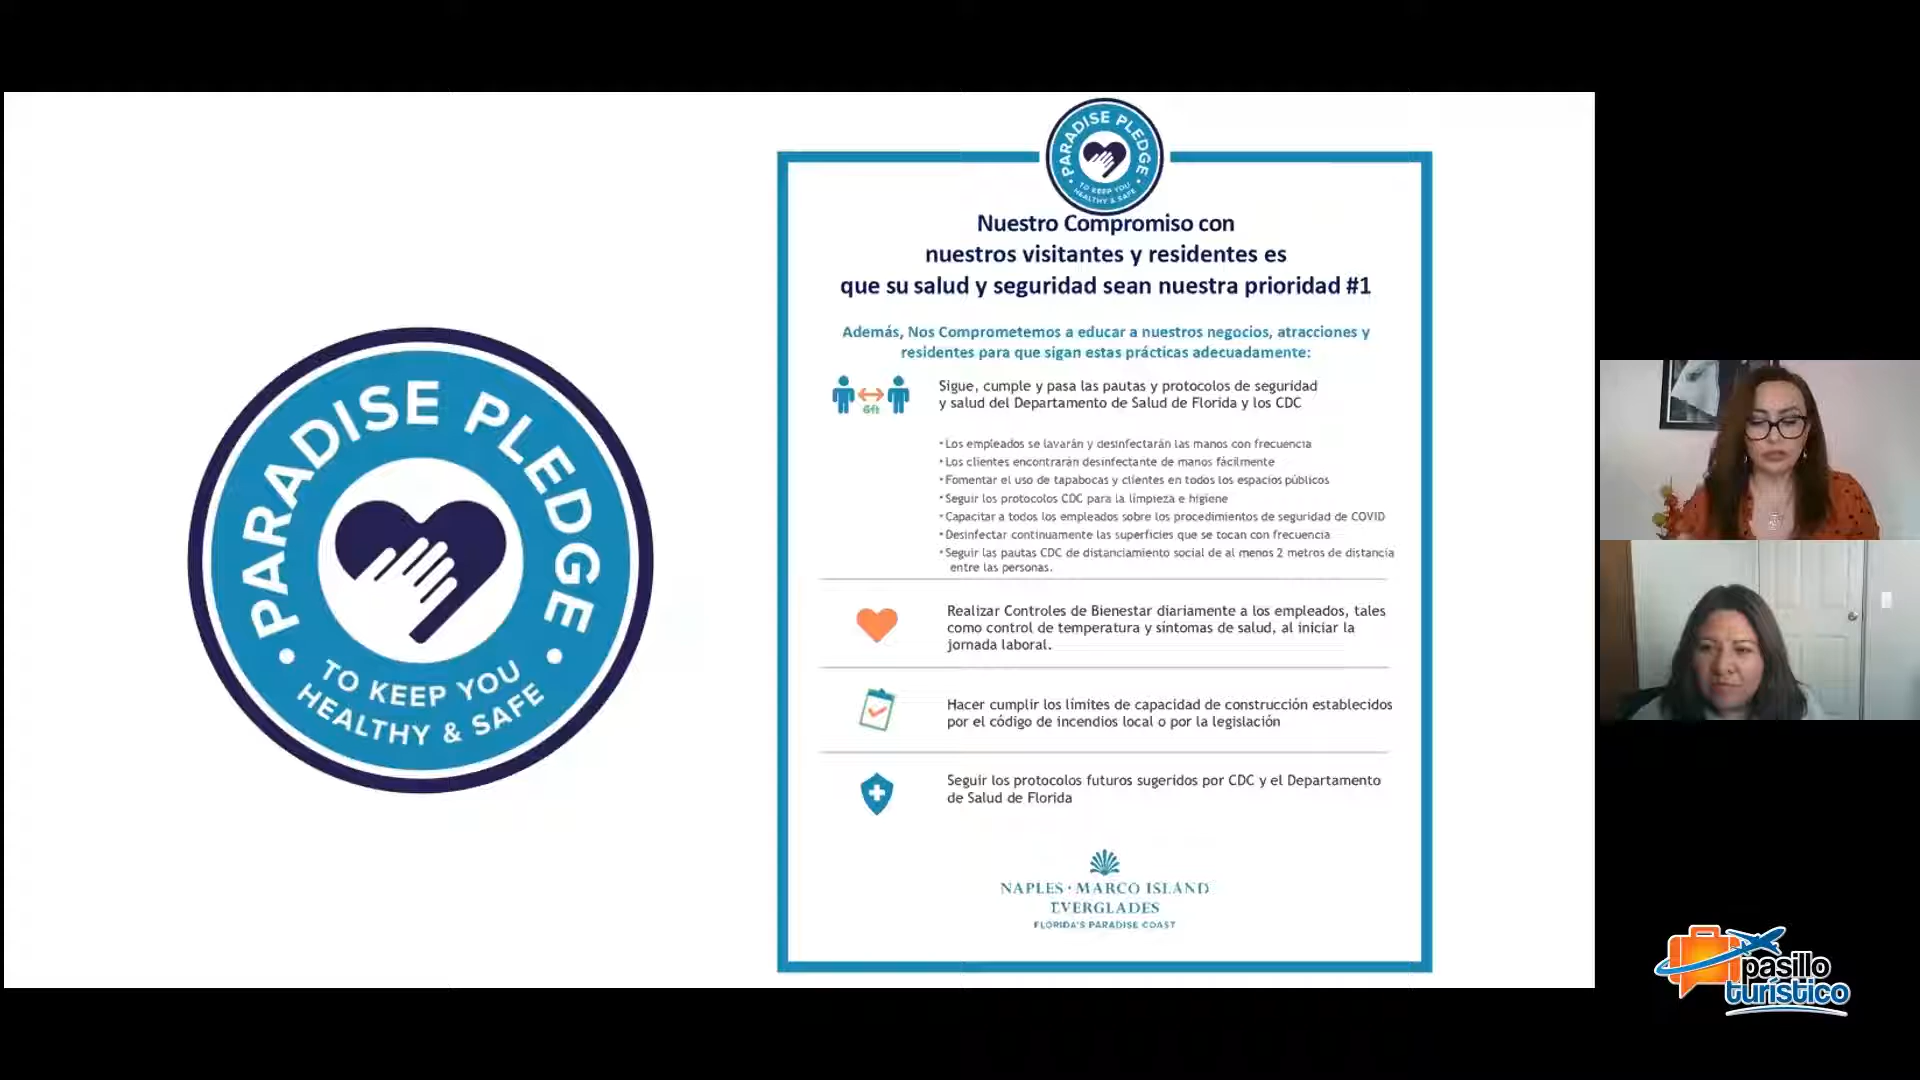 PARADISE PLEDGE
TO KEEP YOU
HEALTHY & SAFE
PARADISE PLEDGE
TO KEEP YOU
HEALTHY & SAFE
Nuestro Compromiso con
nuestros visitantes y residentes es
que su salud y seguridad sean nuestra prioridad #1
Además, Nos Comprometemos a educar a nuestros negocios, atracciones y
residentes para que sigan estas prácticas adecuadamente:
6ft
Sigue, cumple y pasa las pautas y protocolos de seguridad
y salud del Departamento de Salud de Florida y los CDC
• Los empleados se lavarán y desinfectarán las manos con frecuencia
• Los clientes encontrarán desinfectante de manos fácilmente
• Fomentar el uso de tapabocas y clientes en todos los espacios públicos
• Seguir los protocolos CDC para la limpieza e higiene
• Capacitar a todos los empleados sobre los procedimientos de seguridad de COVID
• Desinfectar continuamente las superficies que se tocan con frecuencia
• Seguir las pautas CDC de distanciamiento social de al menos 2 metros de distancia
entre las personas.
Realizar Controles de Bienestar diariamente a los empleados, tales
como control de temperatura y síntomas de salud, al iniciar la
jornada laboral.
Hacer cumplir los límites de capacidad de construcción establecidos
por el código de incendios local o por la legislación
Seguir los protocolos futuros sugeridos por CDC y el Departamento
de Salud de Florida
NAPLES · MARCO ISLAND
EVERGLADES
FLORIDA'S PARADISE COAST
pasillo
turístico